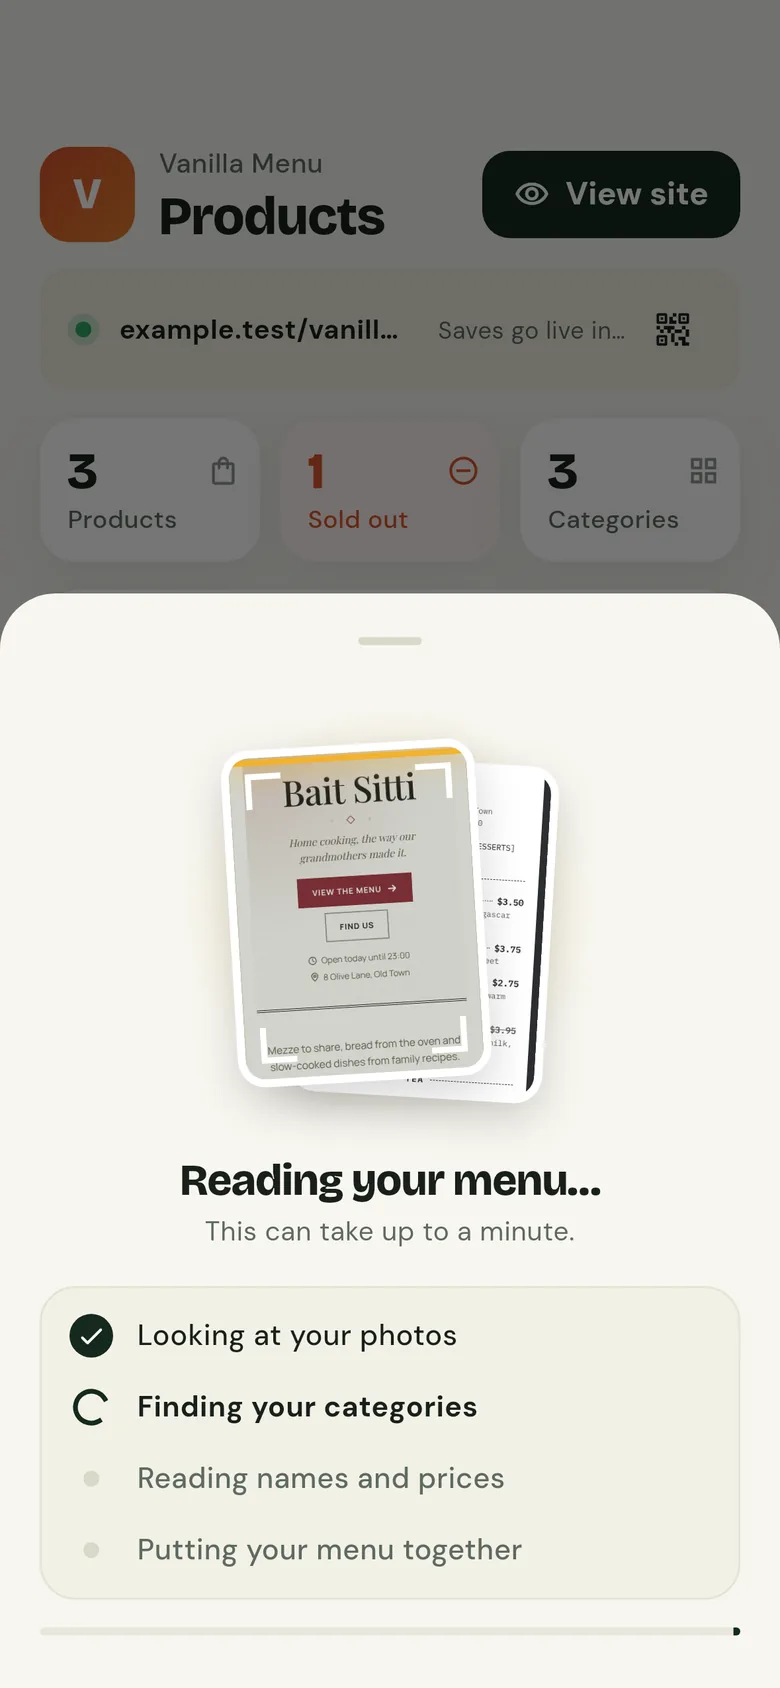 V
Vanilla Menu
Products
View site
example.test/vanill...
Saves go live in...
3
Products
1
Sold out
3
Categories
Bait Sitti
Home cooking, the way our
grandmothers made it.
VIEW THE MENU
FIND US
Open today until 23:00
8 Olive Lane, Old Town
Mezze to share, bread from the oven and
slow-cooked dishes from family recipes.
$3.50
$3.75
$2.75
$3.95
Reading your menu...
This can take up to a minute.
Looking at your photos
Finding your categories
Reading names and prices
Putting your menu together